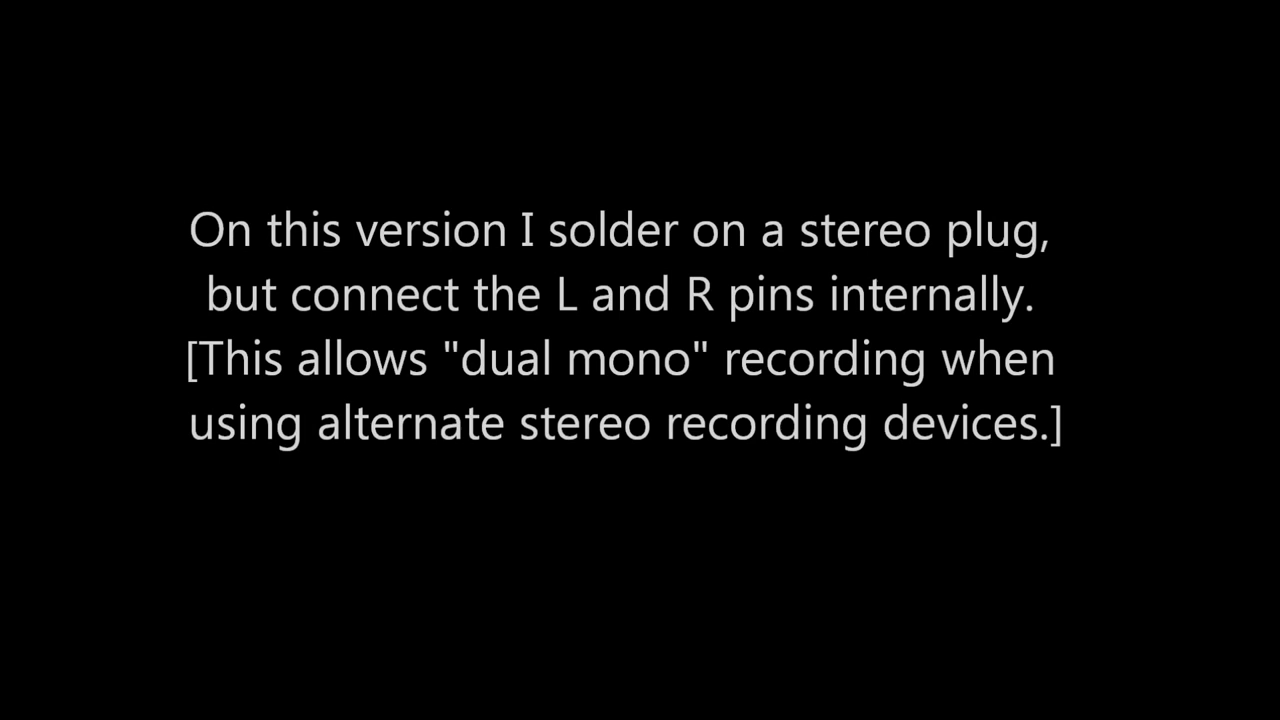 On this version I solder on a stereo plug,
but connect the L and R pins internally.
[This allows "dual mono" recording when
using alternate stereo recording devices.]